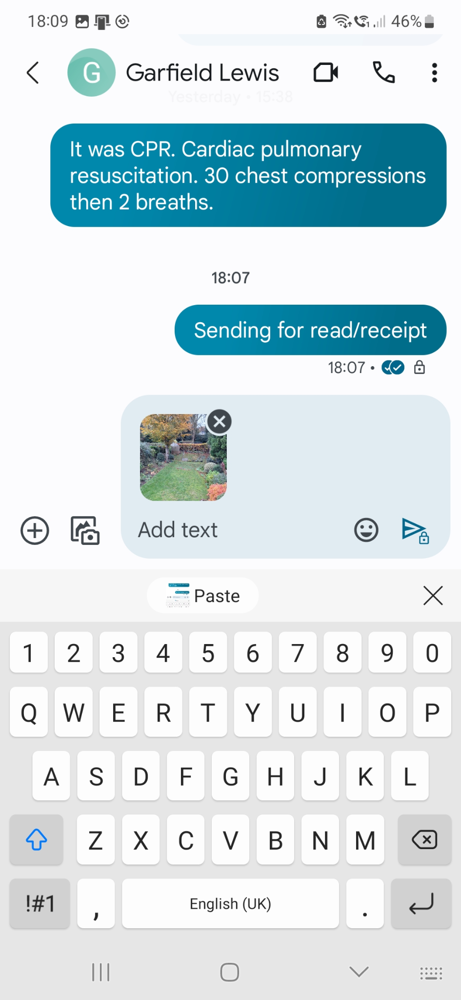 18:09
46%
G
Garfield Lewis
Yesterday • 15:38
It was CPR. Cardiac pulmonary
resuscitation. 30 chest compressions
then 2 breaths.
18:07
Sending for read/receipt
18:07 •
Add text
Paste
1 2 3 4 5 6 7 8 9 0
Q W E R T Y U I O P
A S D F G H J K L
Z X C V B N M
!#1 , English (UK) .